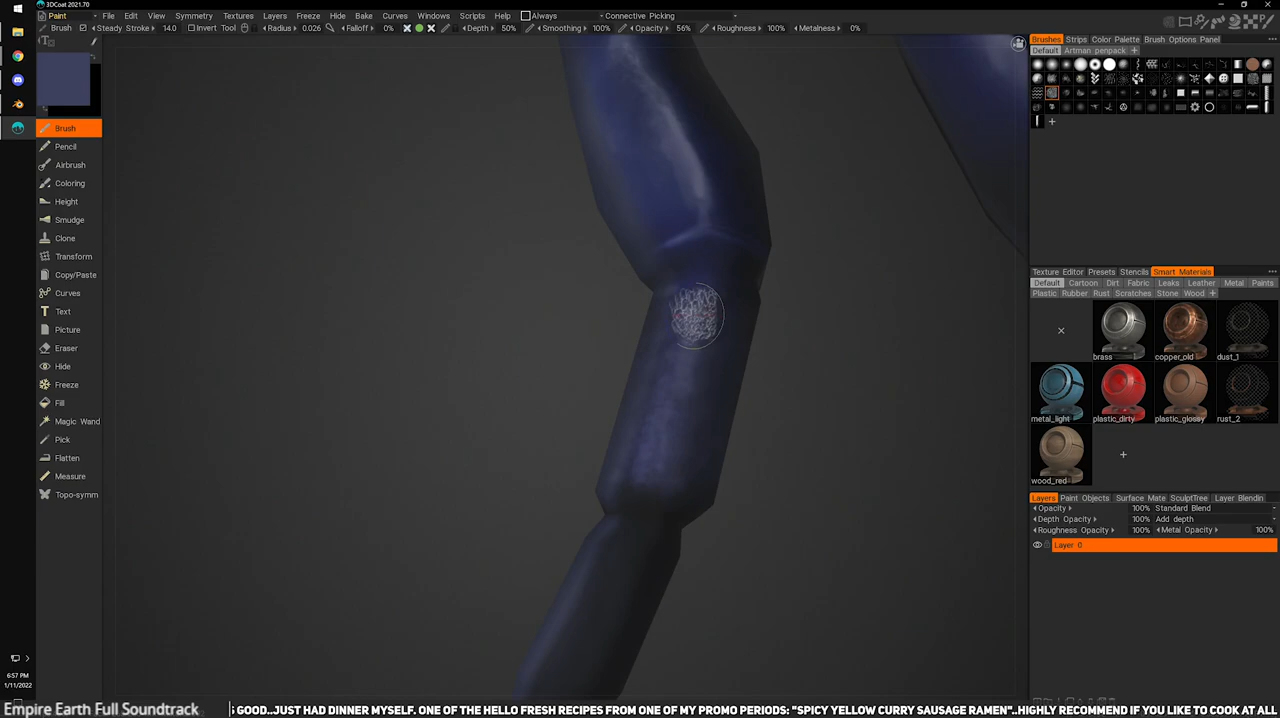 3DCoat 2021.70
Paint File Edit View Symmetry Textures Layers Freeze Hide Bake Curves Windows Scripts Help Always Connective Picking
Brush Steady Stroke 14.0 Invert Tool Radius 0.026 Falloff 0% Depth 50% Smoothing 100% Opacity 56% Roughness 100% Metalness 0%
Brush
Pencil
Airbrush
Coloring
Height
Smudge
Clone
Transform
Copy/Paste
Curves
Text
Picture
Eraser
Hide
Freeze
Fill
Magic Wand
Pick
Flatten
Measure
Topo-symm
Brushes Strips Color Palette Brush Options Panel
Default Artman penpack +
Texture Editor Presets Stencils Smart Materials
Default Cartoon Dirt Fabric Leaks Leather Metal Paints
Plastic Rubber Rust Scratches Stone Wood +
brass copper_old dust_1
metal_light plastic_dirty plastic_glossy rust_2
wood_red
Layers Paint Objects Surface Mate SculptTree Layer Blendin
Opacity 100% Standard Blend
Depth Opacity 100% Add depth
Roughness Opacity 100% Metal Opacity 100%
Layer 0
6:57 PM
1/11/2022
Empire Earth Full Soundtrack
GOOD..JUST HAD DINNER MYSELF. ONE OF THE HELLO FRESH RECIPES FROM ONE OF MY PROMO PERIODS: "SPICY YELLOW CURRY SAUSAGE RAMEN"..HIGHLY RECOMMEND IF YOU LIKE TO COOK AT ALL